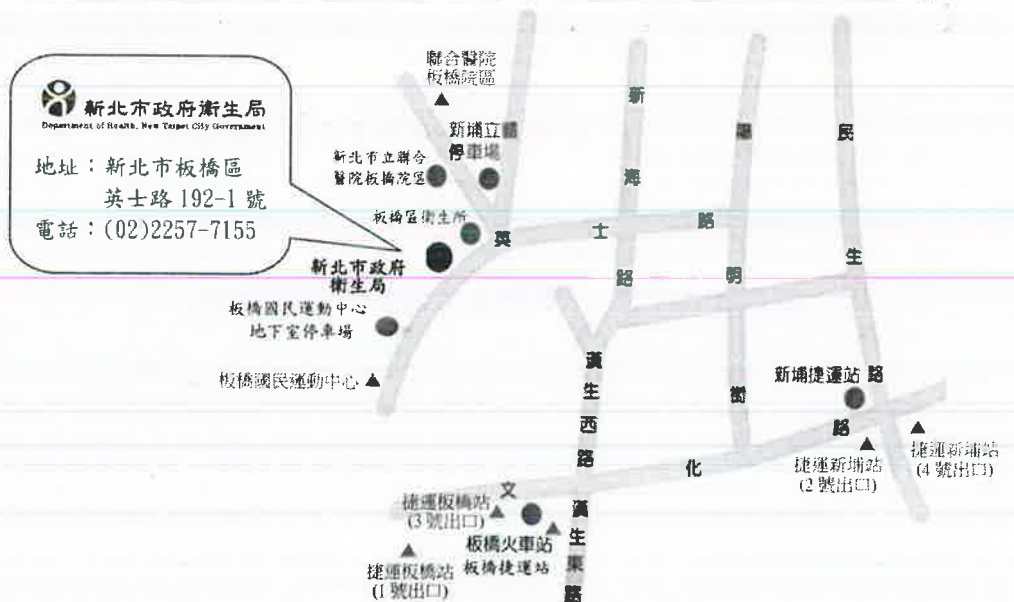 新北市政府衛生局
Department of Health, New Taipei City Government
地址：新北市板橋區
英士路 192-1 號
電話：(02)2257-7155
聯合醫院
板橋院區
新埔立體
停車場
新北市立聯合
醫院板橋院區
板橋區衛生所
新北市政府
衛生局
板橋國民運動中心
地下室停車場
板橋國民運動中心
英士路
新海路
陽明街
民生路
漢生西路
漢生東路
文化路
新埔捷運站
捷運新埔站
(2 號出口)
捷運新埔站
(4 號出口)
捷運板橋站
(3 號出口)
板橋火車站
板橋捷運站
捷運板橋站
(1 號出口)